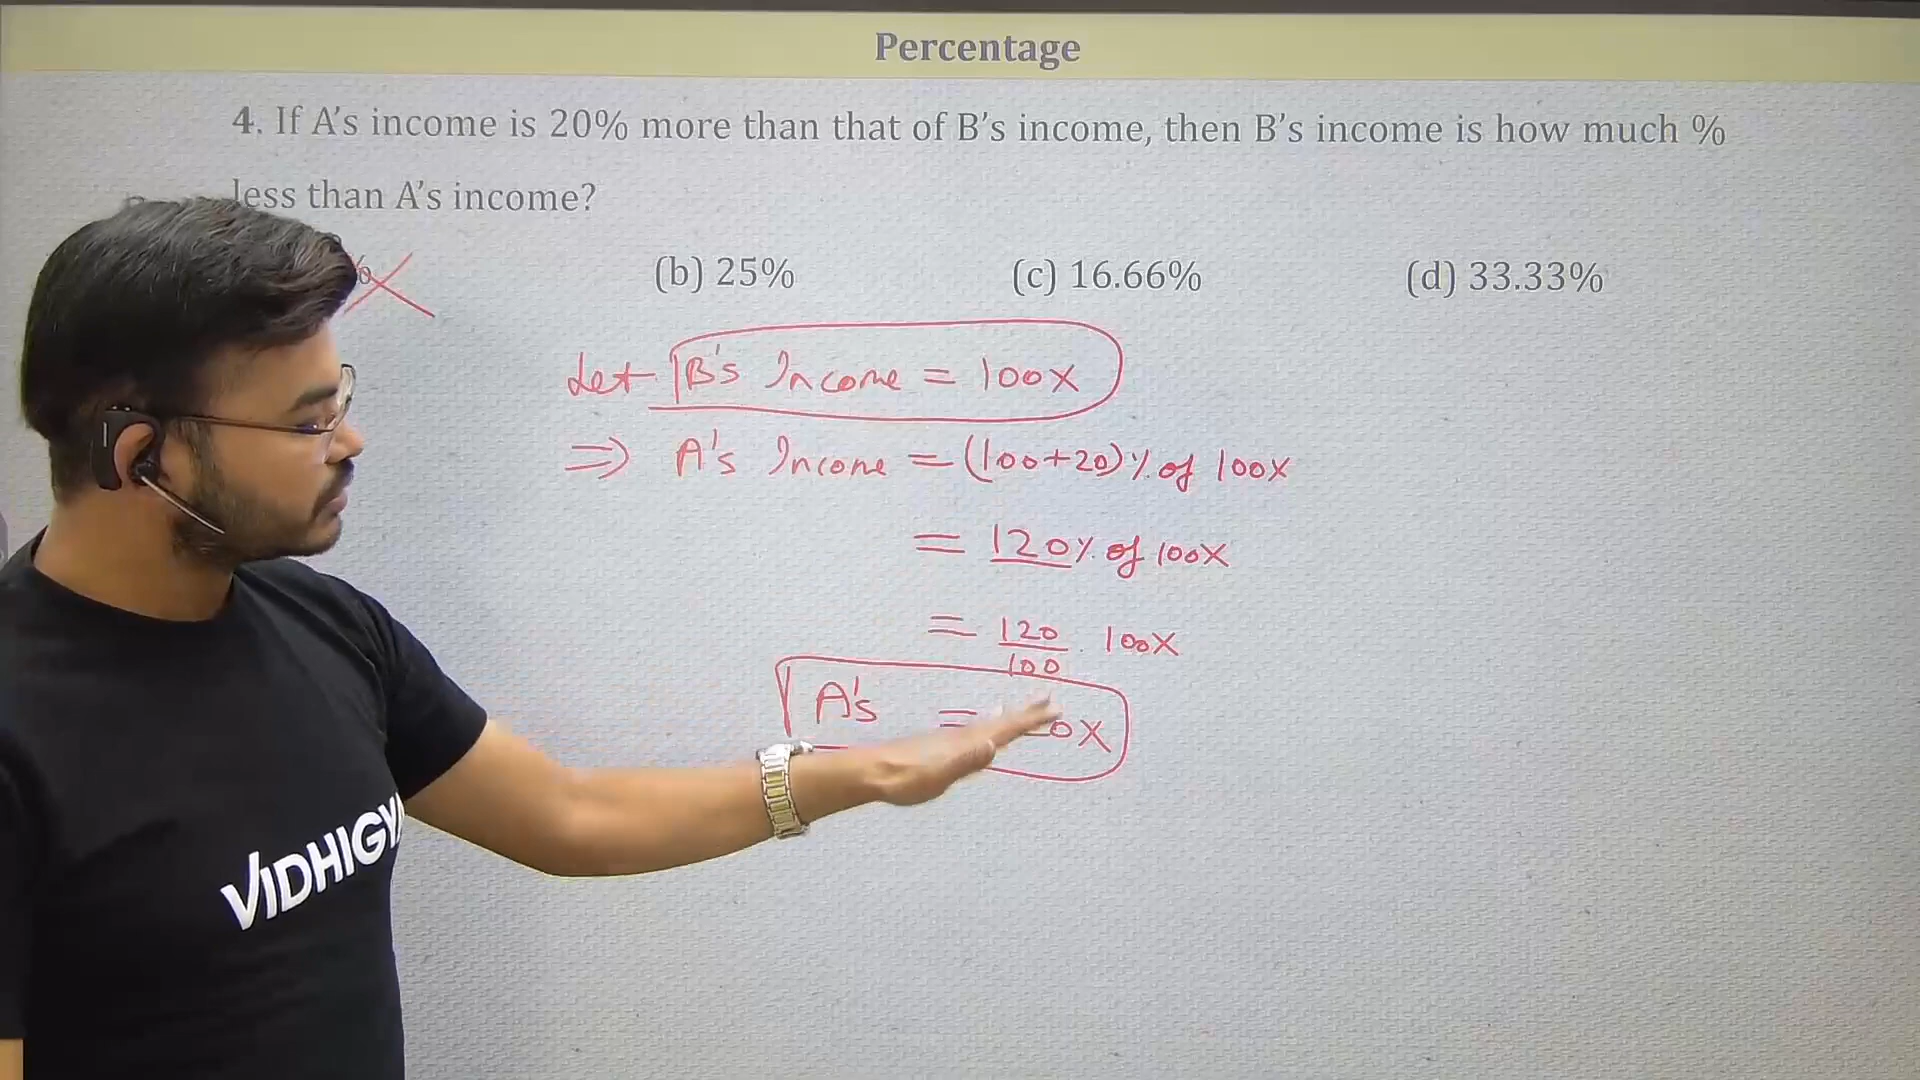 Percentage
4. If A’s income is 20% more than that of B’s income, then B’s income is how much %
less than A’s income?
% (b) 25% (c) 16.66% (d) 33.33%
Let B's Income = 100x
⇒ A's Income = (100+20)% of 100x
= 120% of 100x
= 120/100 . 100x
A's = 0x
VIDHIGYA